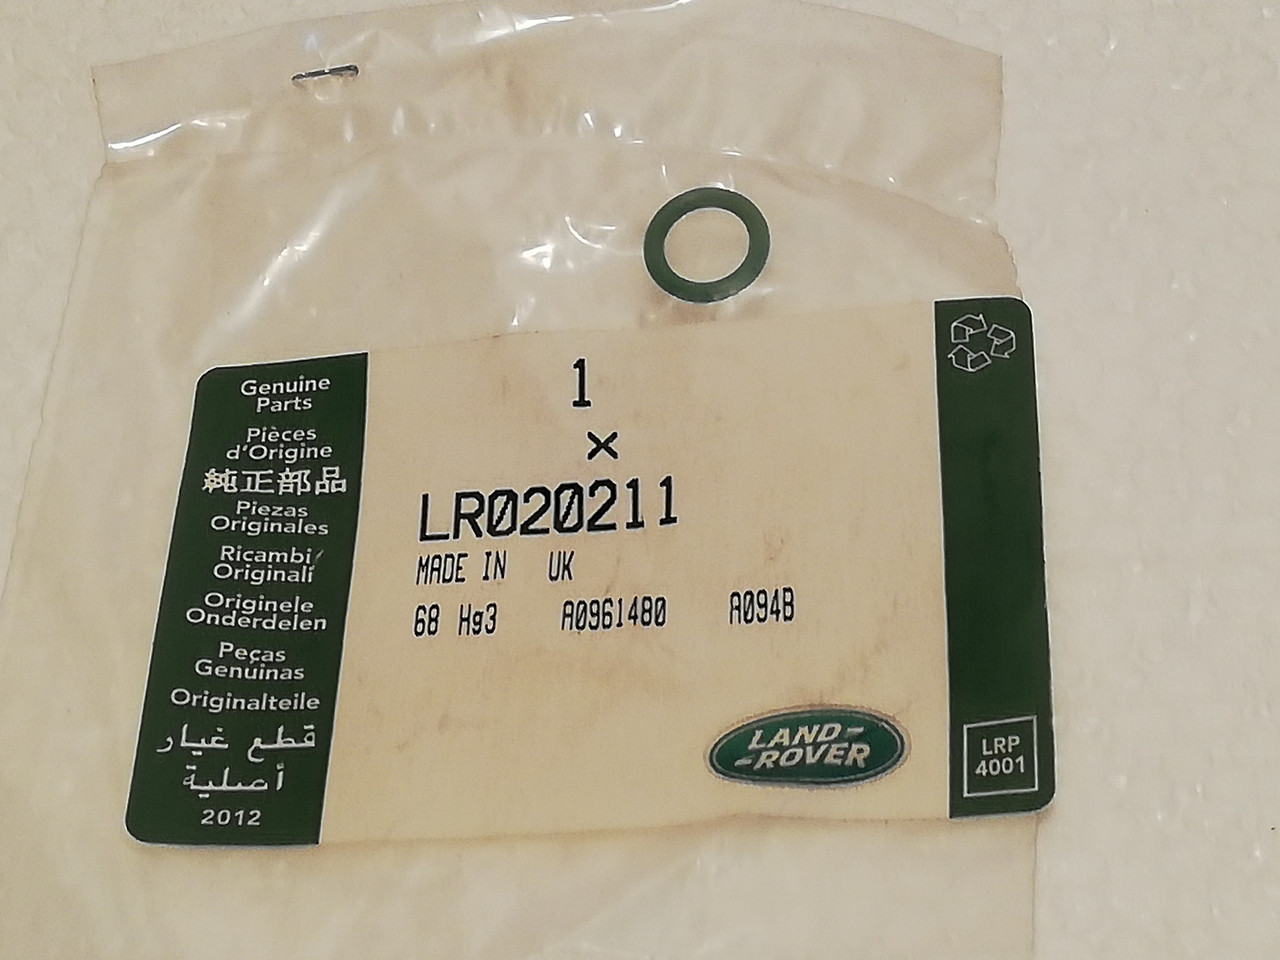 Genuine
Parts
Pièces
d'Origine
純正部品
Piezas
Originales
Ricambi
Originali
Originele
Onderdelen
Peças
Genuínas
Originalteile
قطع غيار
أصلية
2012
1
×
LR020211
MADE IN UK
68 Hg3 A0961480 A094B
LAND-
-ROVER
LRP
4001